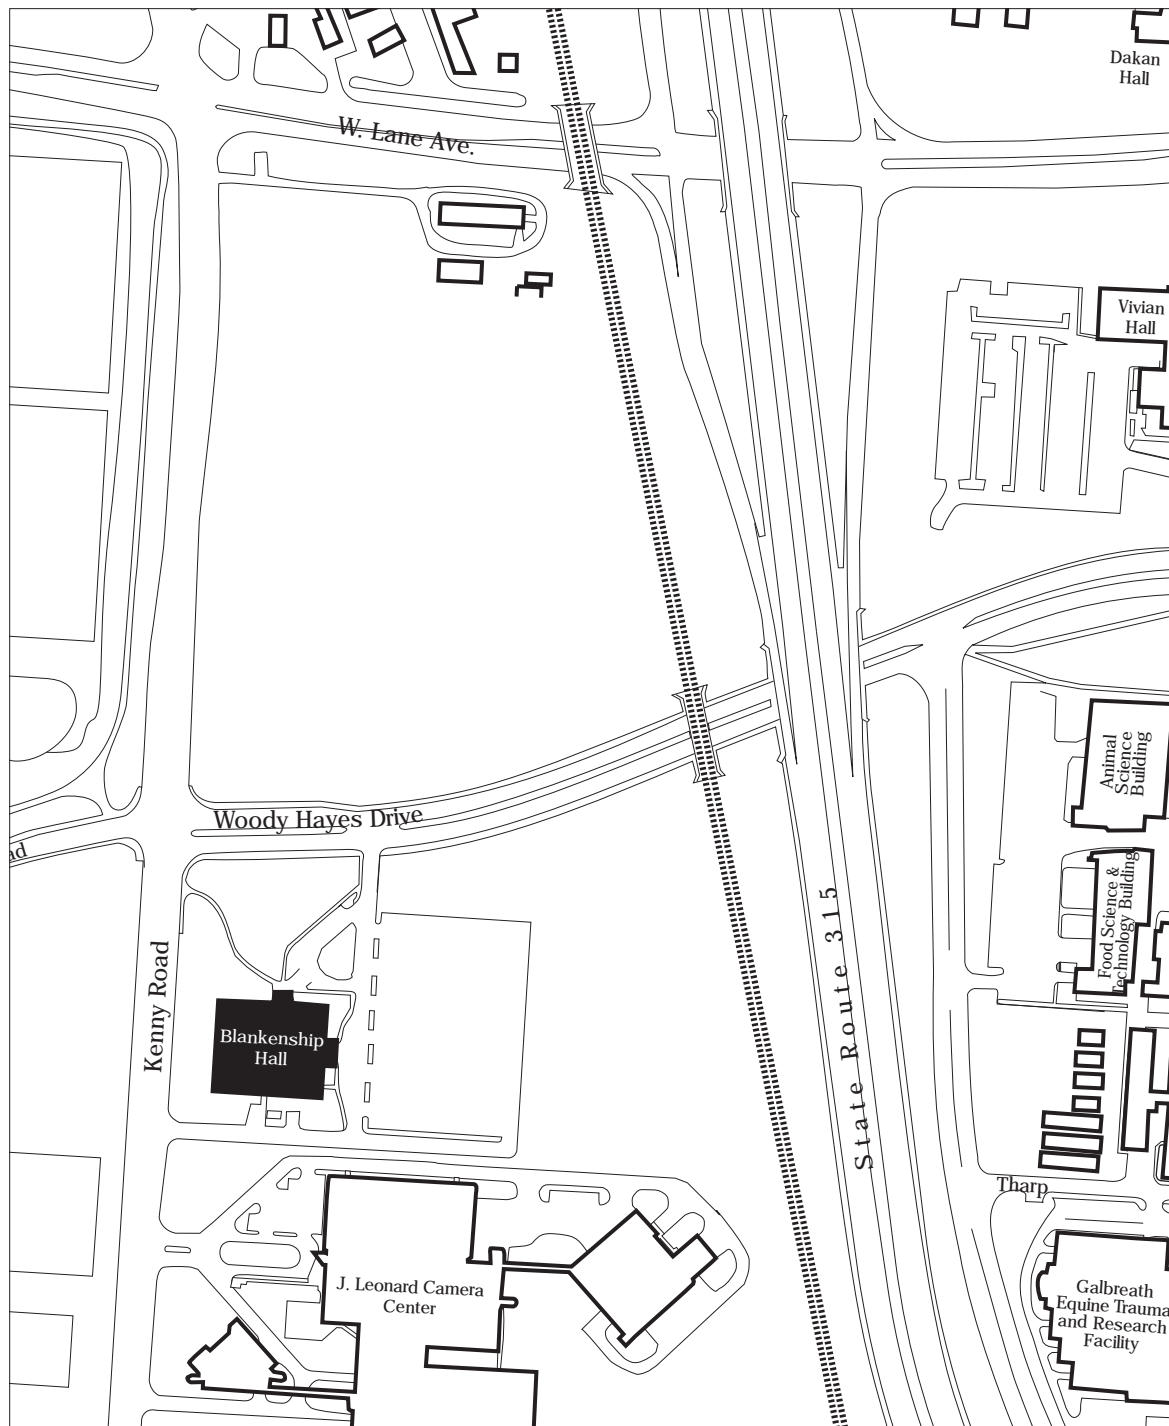 Dakan
Hall
W. Lane Ave.
Vivian
Hall
Animal
Science
Building
Woody Hayes Drive
ad
Food Science &
Technology Building
State Route 315
Kenny Road
Blankenship
Hall
Tharp
J. Leonard Camera
Center
Galbreath
Equine Trauma
and Research
Facility